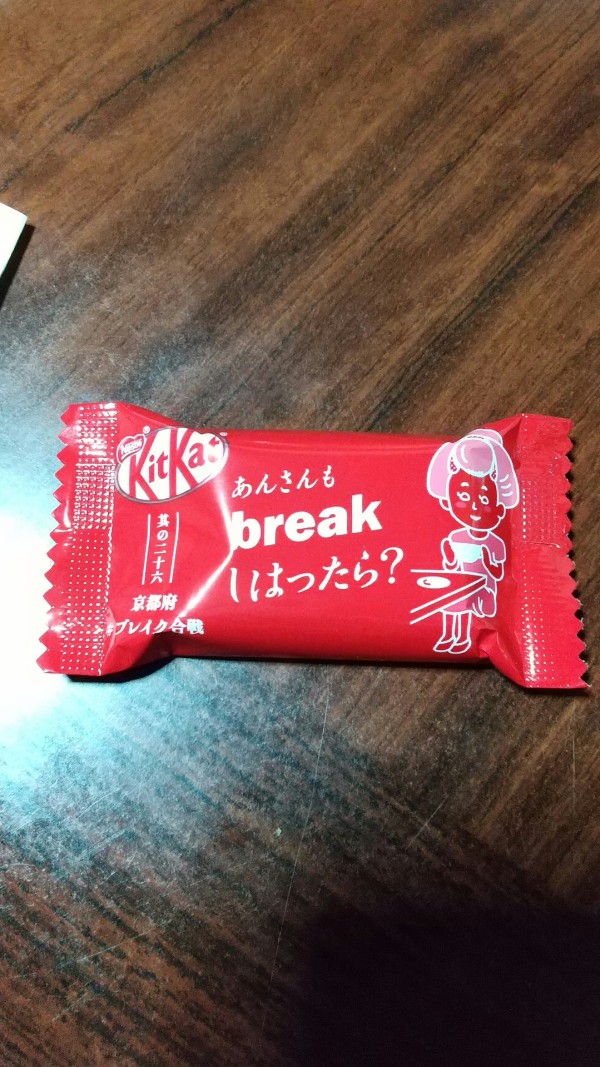 Nestlé
KitKat
其の二十六
京都府
#ブレイク合戦
あんさんも
break
しはったら?